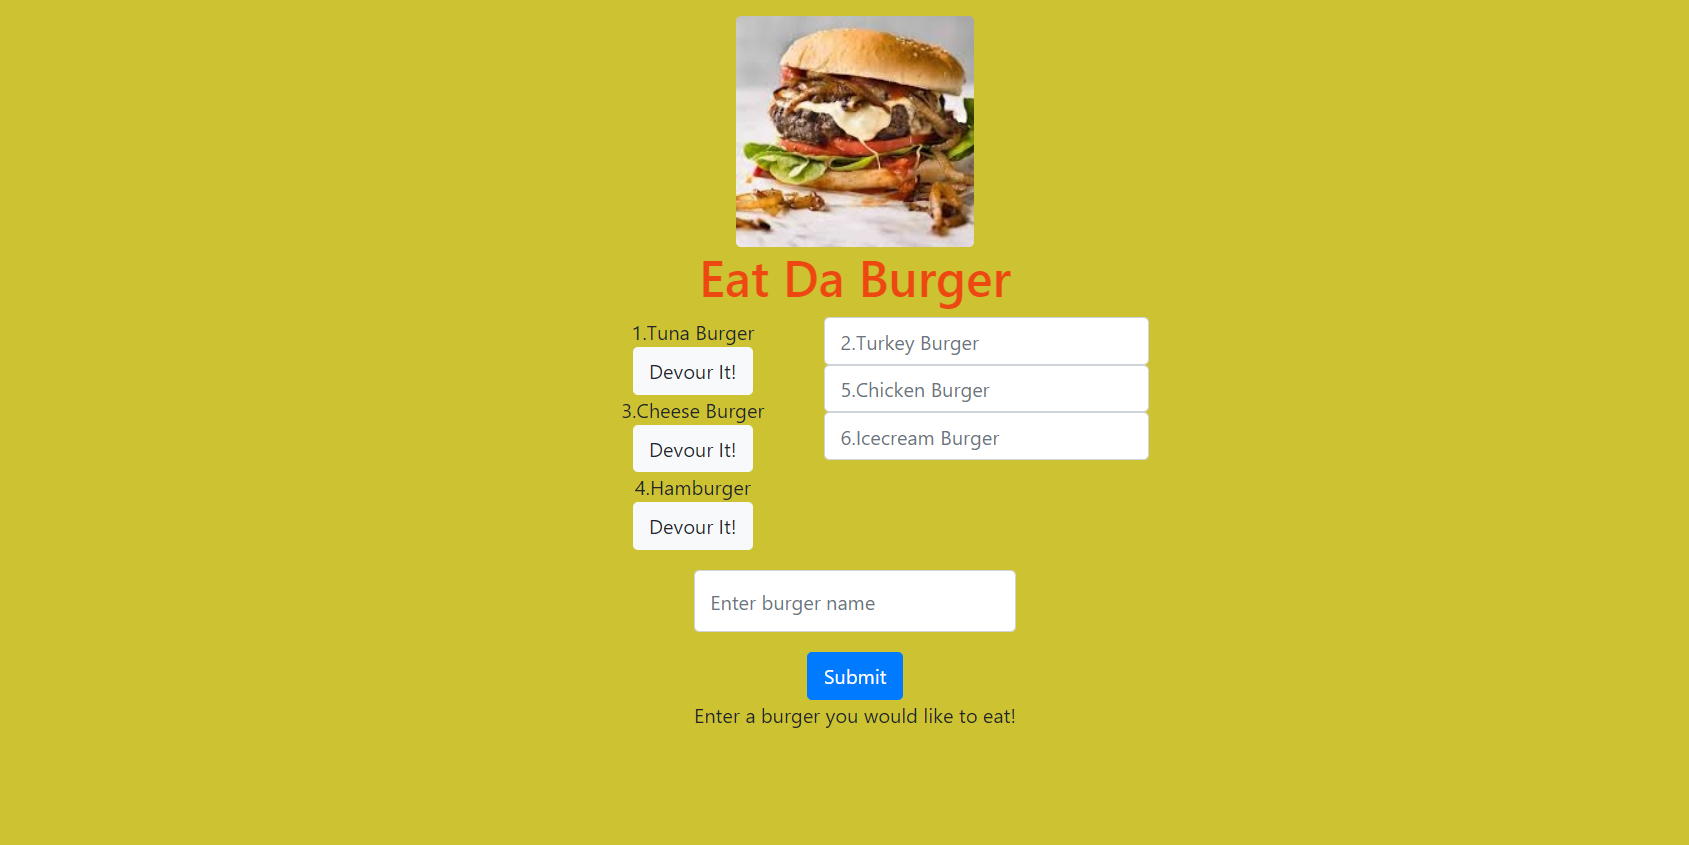 Eat Da Burger
1.Tuna Burger
Devour It!
3.Cheese Burger
Devour It!
4.Hamburger
Devour It!
2.Turkey Burger
5.Chicken Burger
6.Icecream Burger
Enter burger name
Submit
Enter a burger you would like to eat!